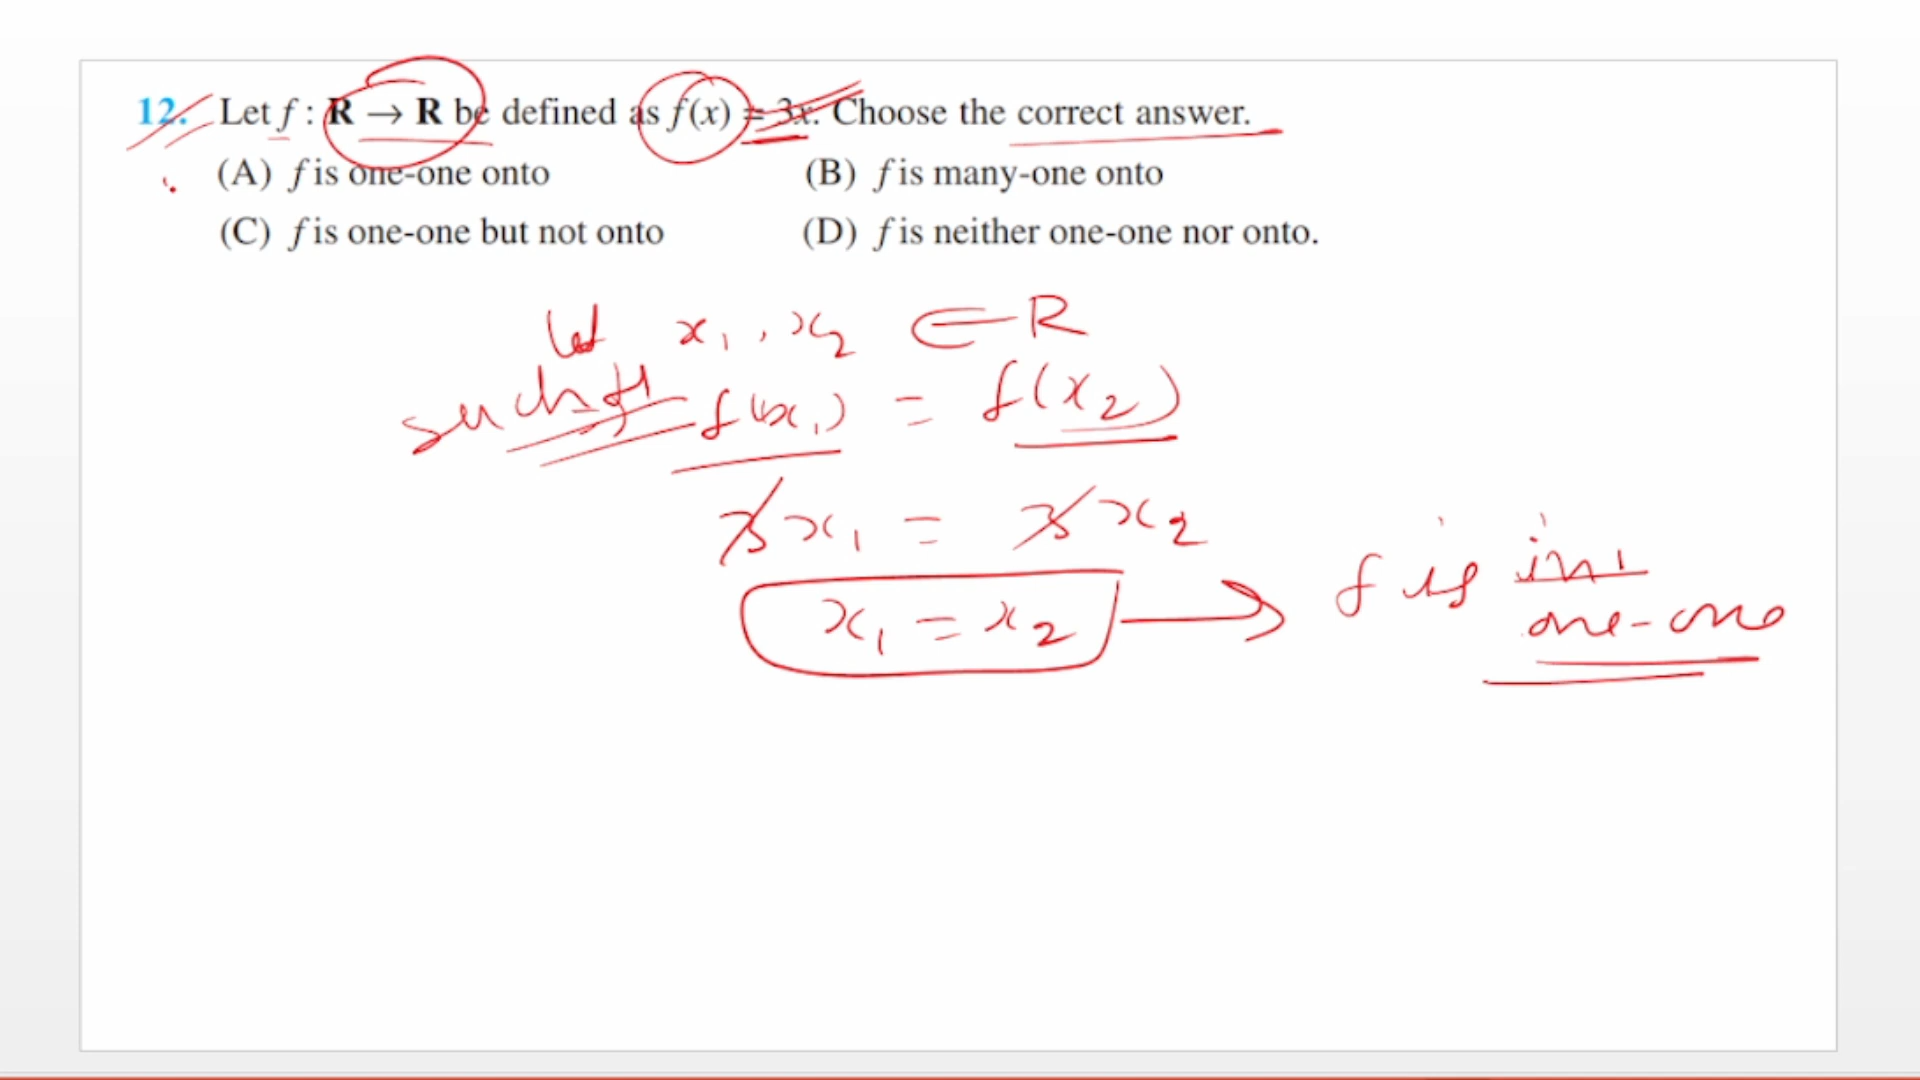 12. Let f : R → R be defined as f(x) = 3x. Choose the correct answer.
(A) f is one-one onto (B) f is many-one onto
(C) f is one-one but not onto (D) f is neither one-one nor onto.
let x₁, x₂ ∈ R
such f(x₁) = f(x₂)
3x₁ = 3x₂
x₁ = x₂ → f is
one-one